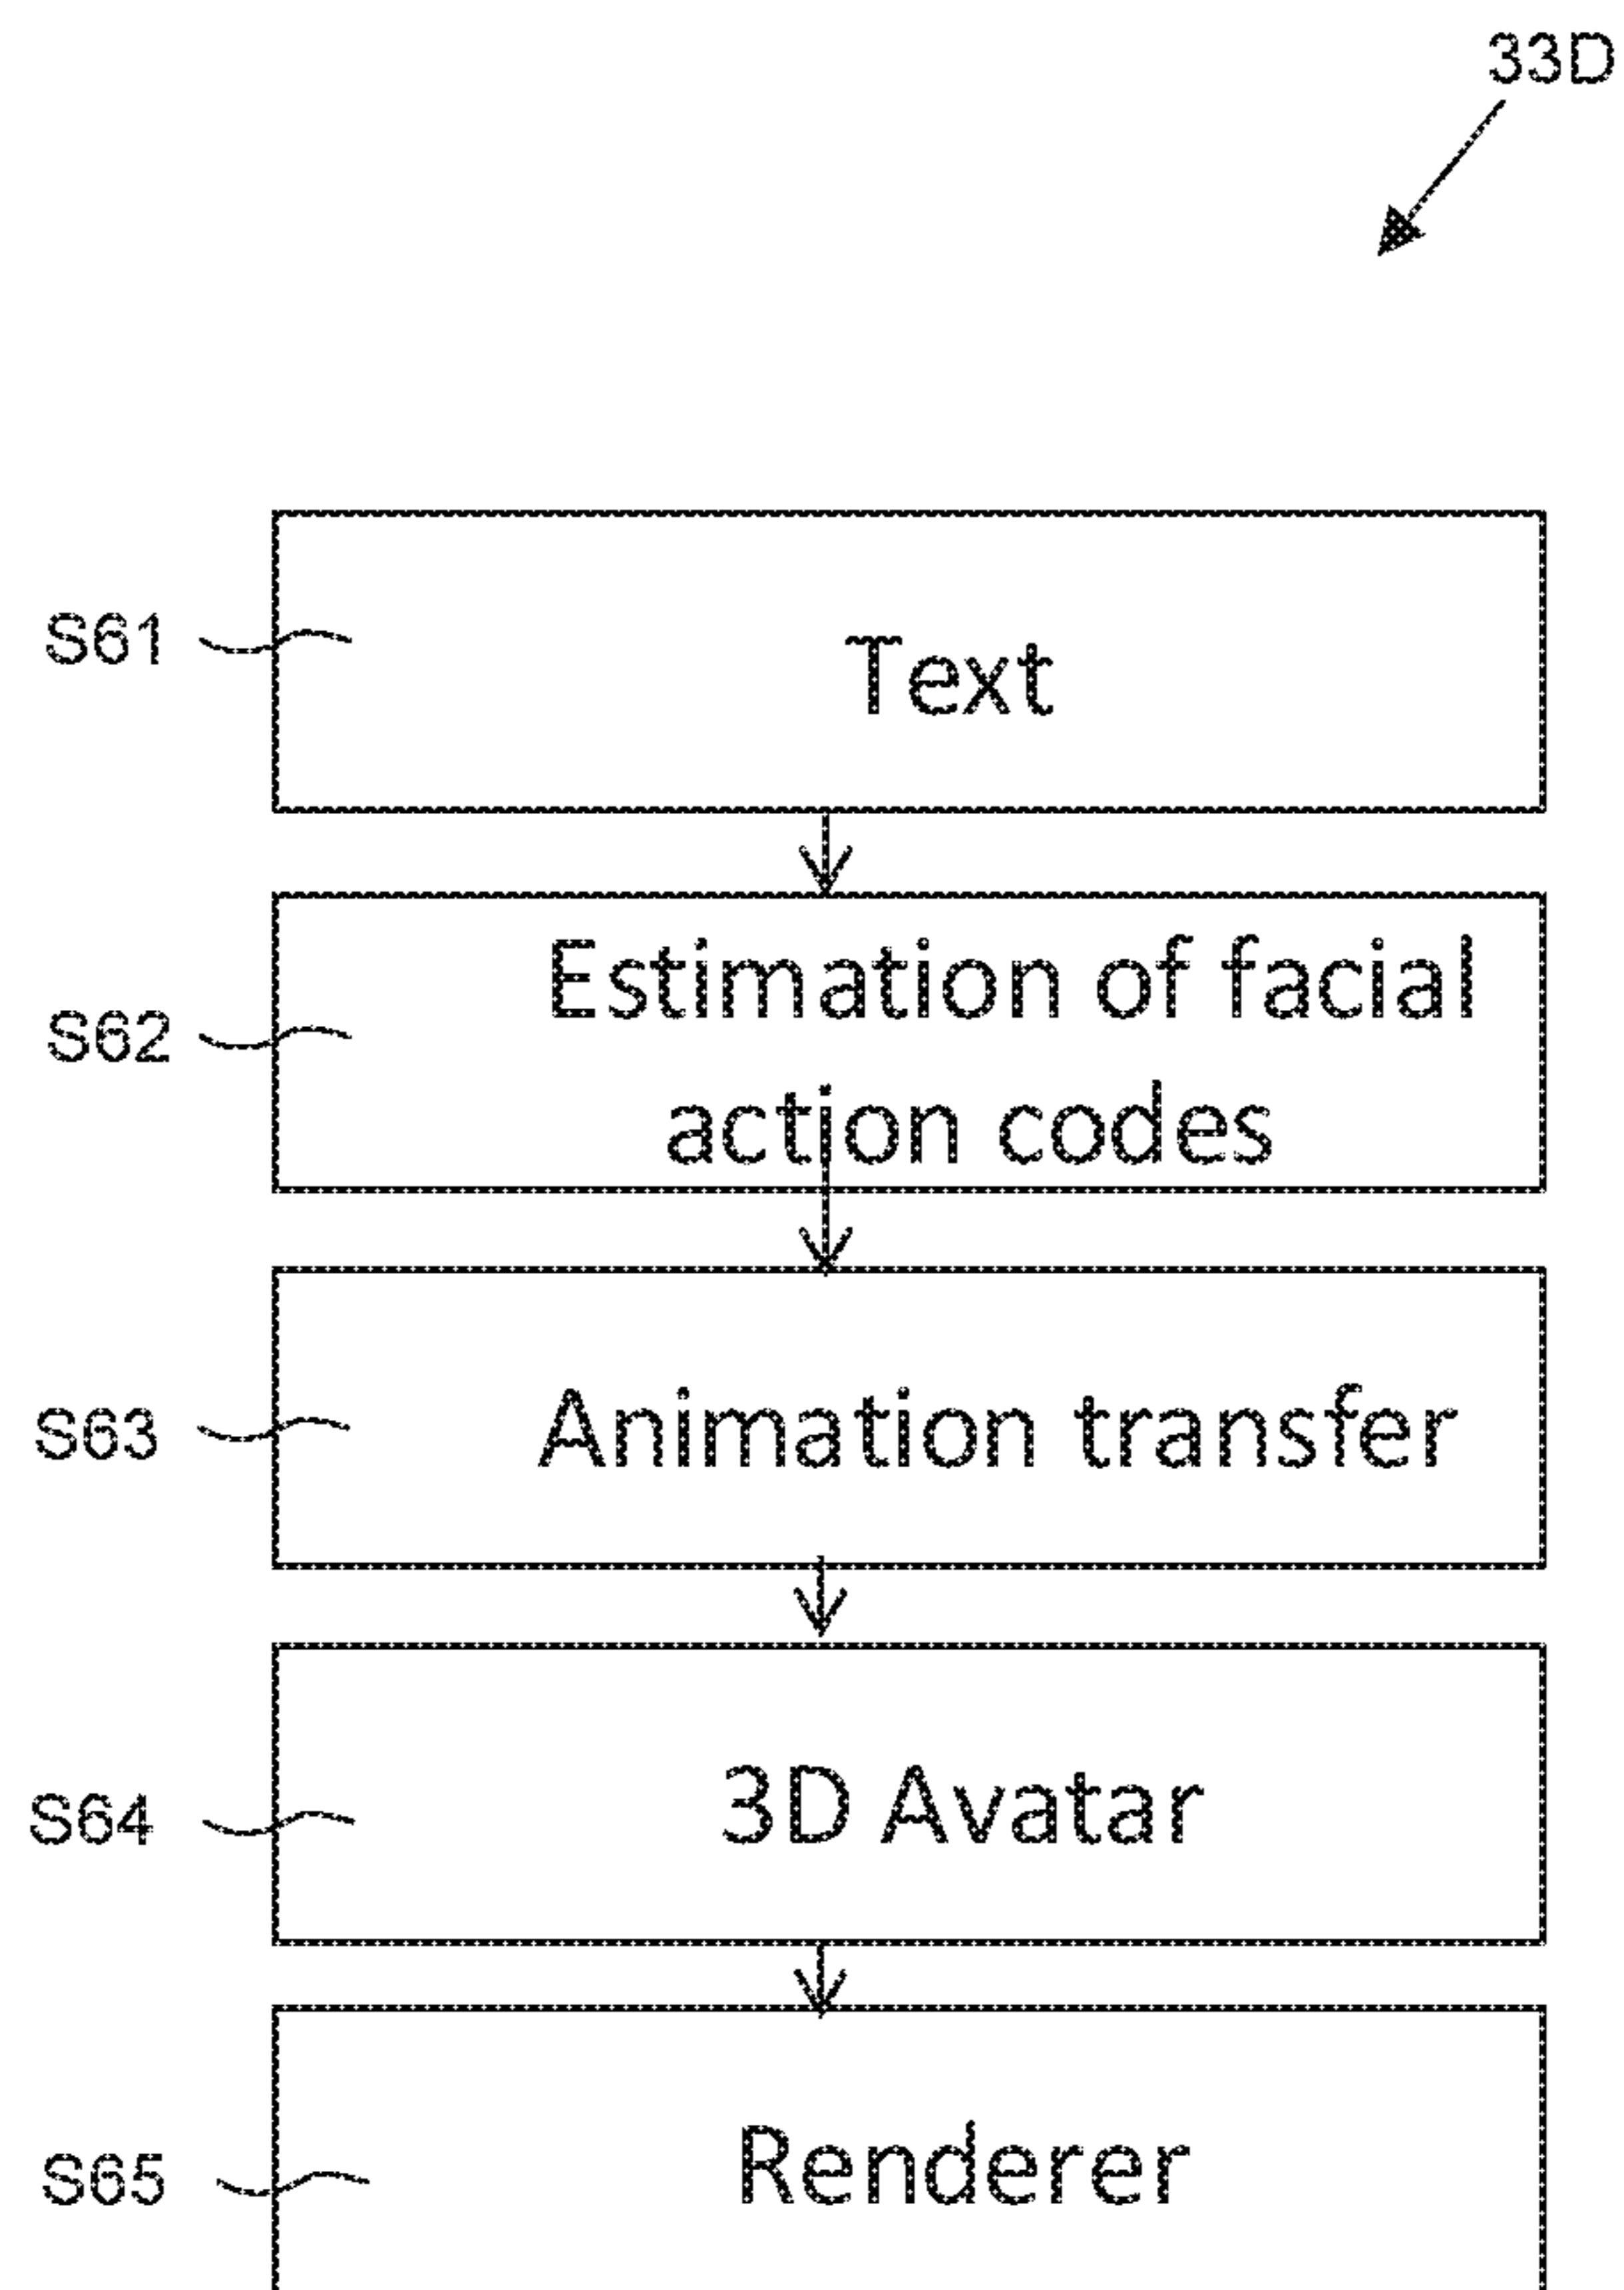 33D
S61
Text
S62
Estimation of facial
action codes
S63
Animation transfer
S64
3D Avatar
S65
Renderer